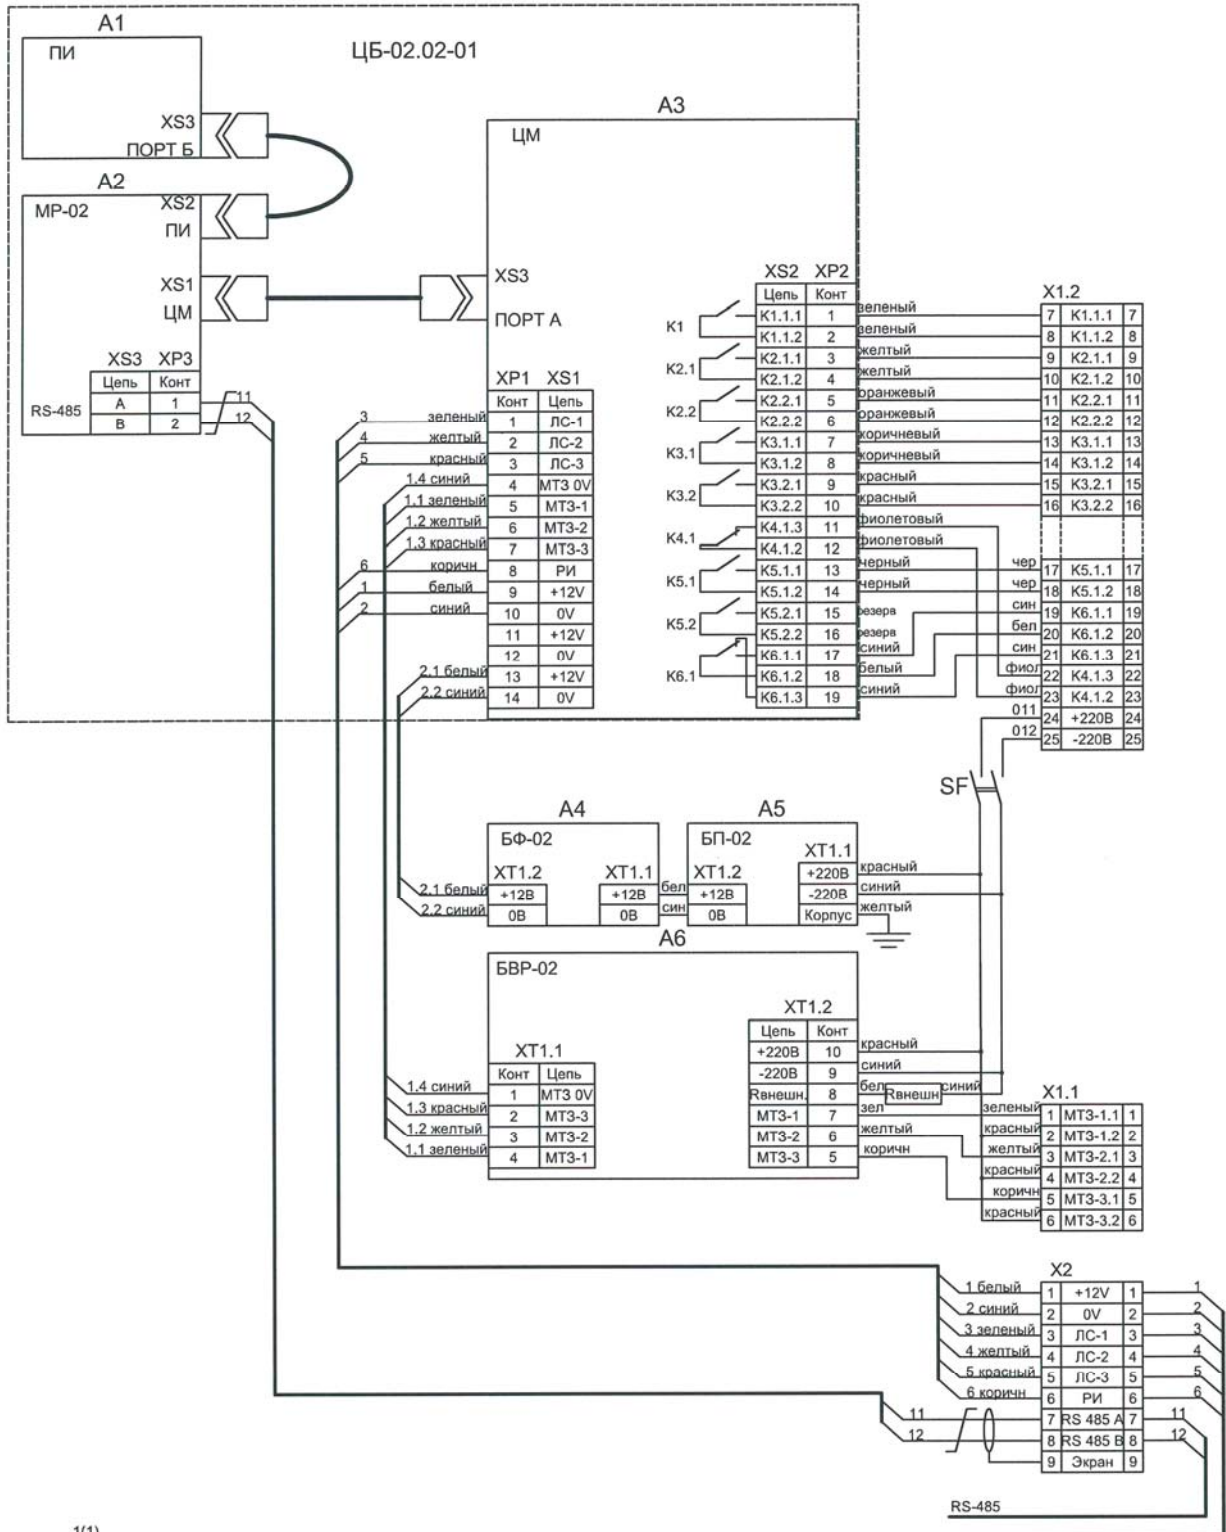 A1
ПИ
ЦБ-02.02-01
XS3
ПОРТ Б
A2
МР-02
XS2
ПИ
XS1
ЦМ
XS3 XP3
Цепь Конт
RS-485
A 1
B 2
11
12
A3
ЦМ
XS3
ПОРТ А
XP1 XS1
Конт Цепь
3 зеленый 1 ЛС-1
4 желтый 2 ЛС-2
5 красный 3 ЛС-3
1.4 синий 4 МТЗ 0V
1.1 зеленый 5 МТЗ-1
1.2 желтый 6 МТЗ-2
1.3 красный 7 МТЗ-3
6 коричн 8 РИ
1 белый 9 +12V
2 синий 10 0V
11 +12V
12 0V
2.1 белый 13 +12V
2.2 синий 14 0V
XS2 XP2
Цепь Конт
K1
K2.1
K2.2
K3.1
K3.2
K4.1
K5.1
K5.2
K6.1
K1.1.1 1 зеленый
K1.1.2 2 зеленый
K2.1.1 3 желтый
K2.1.2 4 желтый
K2.2.1 5 оранжевый
K2.2.2 6 оранжевый
K3.1.1 7 коричневый
K3.1.2 8 коричневый
K3.2.1 9 красный
K3.2.2 10 красный
K4.1.3 11 фиолетовый
K4.1.2 12 фиолетовый
K5.1.1 13 черный
K5.1.2 14 черный
K5.2.1 15 резерв
K5.2.2 16 резерв
K6.1.1 17 синий
K6.1.2 18 белый
K6.1.3 19 синий
X1.2
7 K1.1.1 7
8 K1.1.2 8
9 K2.1.1 9
10 K2.1.2 10
11 K2.2.1 11
12 K2.2.2 12
13 K3.1.1 13
14 K3.1.2 14
15 K3.2.1 15
16 K3.2.2 16
чер 17 K5.1.1 17
чер 18 K5.1.2 18
син 19 K6.1.1 19
бел 20 K6.1.2 20
син 21 K6.1.3 21
фиол 22 K4.1.3 22
фиол 23 K4.1.2 23
011 24 +220В 24
012 25 -220В 25
SF
A4
БФ-02
XT1.2
2.1 белый +12В
2.2 синий 0В
XT1.1
+12В бел
0В син
A5
БП-02
XT1.2
+12В
0В
XT1.1
+220В красный
-220В синий
Корпус желтый
A6
БВР-02
XT1.1
Конт Цепь
1.4 синий 1 МТЗ 0V
1.3 красный 2 МТЗ-3
1.2 желтый 3 МТЗ-2
1.1 зеленый 4 МТЗ-1
XT1.2
Цепь Конт
+220В 10 красный
-220В 9 синий
Rвнешн. 8 бел Rвнешн синий
МТЗ-1 7 зел
МТЗ-2 6 желтый
МТЗ-3 5 коричн
X1.1
зеленый 1 МТЗ-1.1 1
красный 2 МТЗ-1.2 2
желтый 3 МТЗ-2.1 3
красный 4 МТЗ-2.2 4
коричн 5 МТЗ-3.1 5
красный 6 МТЗ-3.2 6
X2
1 белый 1 +12V 1 1
2 синий 2 0V 2 2
3 зеленый 3 ЛС-1 3 3
4 желтый 4 ЛС-2 4 4
5 красный 5 ЛС-3 5 5
6 коричн 6 РИ 6 6
11 7 RS 485 A 7 11
12 8 RS 485 B 8 12
9 Экран 9
RS-485
1(1)